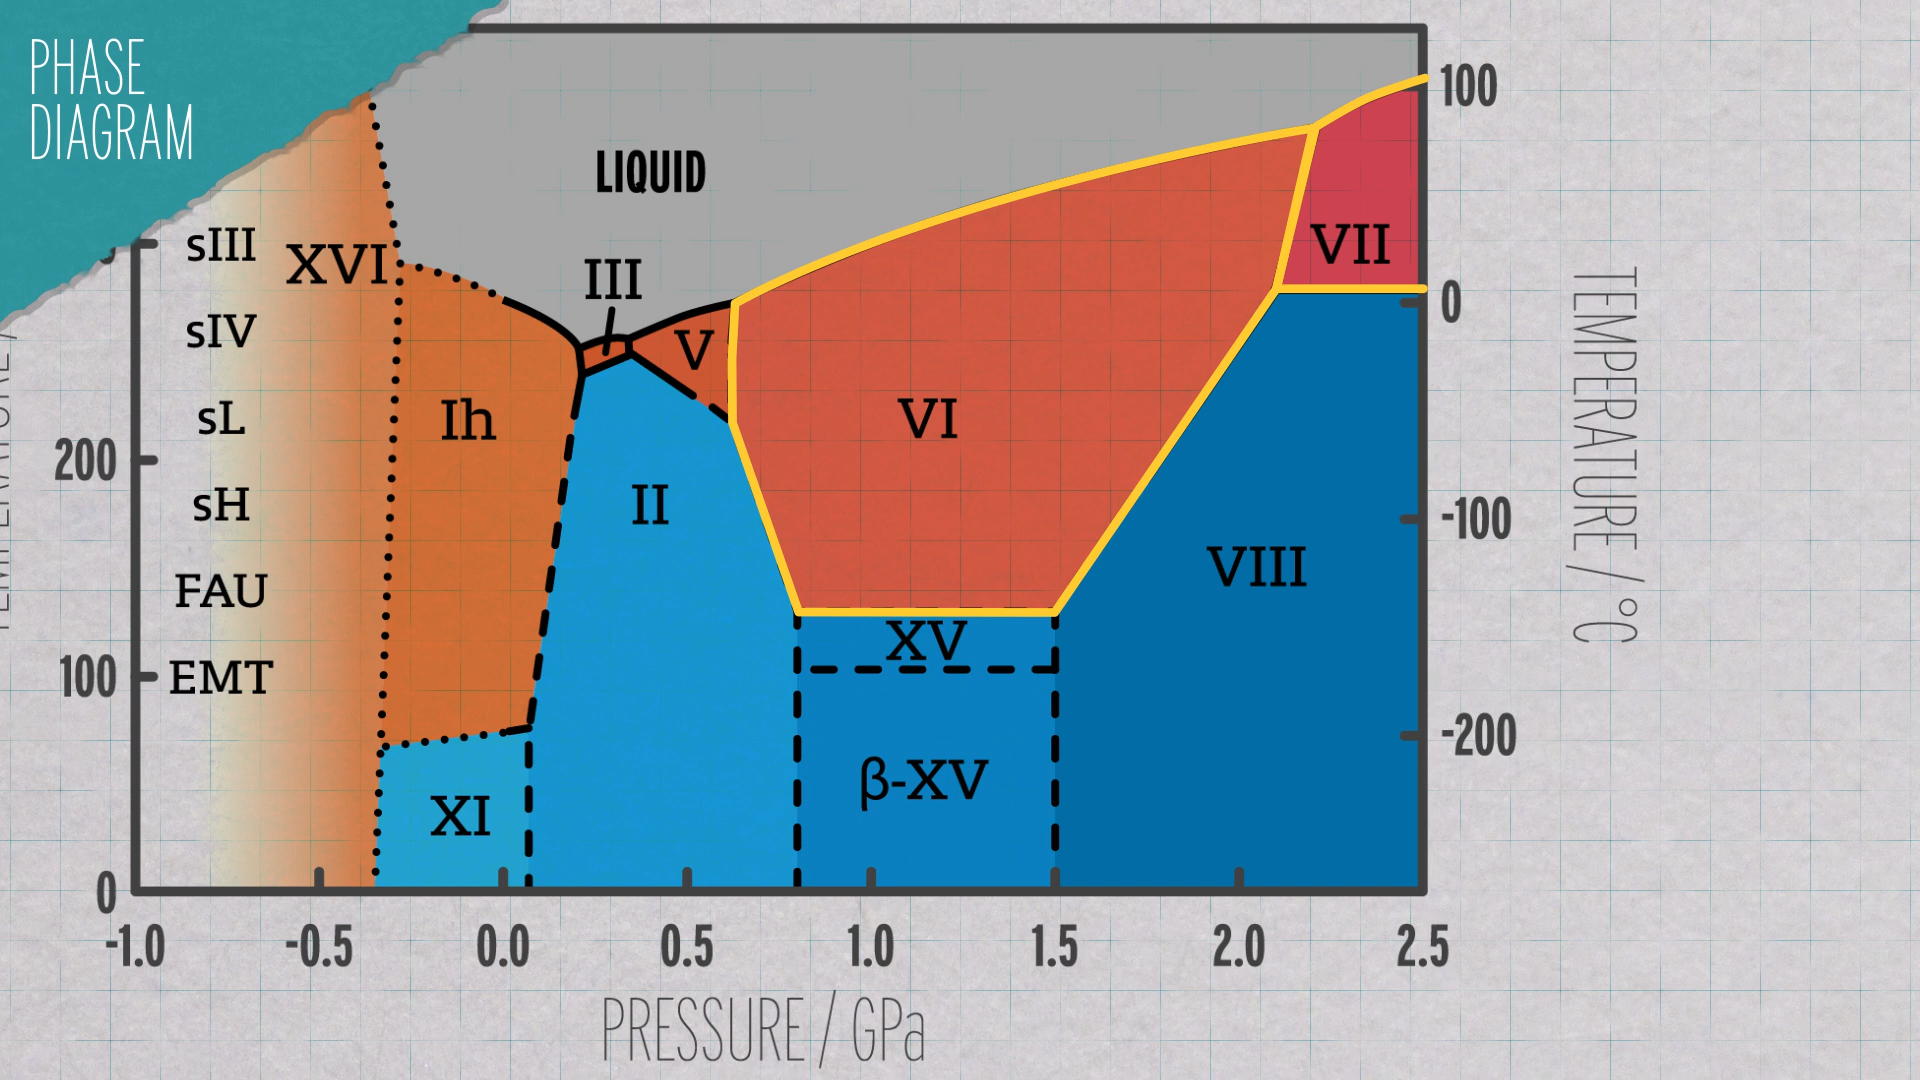 PHASE
DIAGRAM
LIQUID
100
sIII
XVI
III
VII
sIV
V
0
sL
Ih
VI
200
sH
II
-100
VIII
FAU
XV
100
EMT
-200
β-XV
XI
0
-1.0 -0.5 0.0 0.5 1.0 1.5 2.0 2.5
PRESSURE / GPa
TEMPERATURE / °C